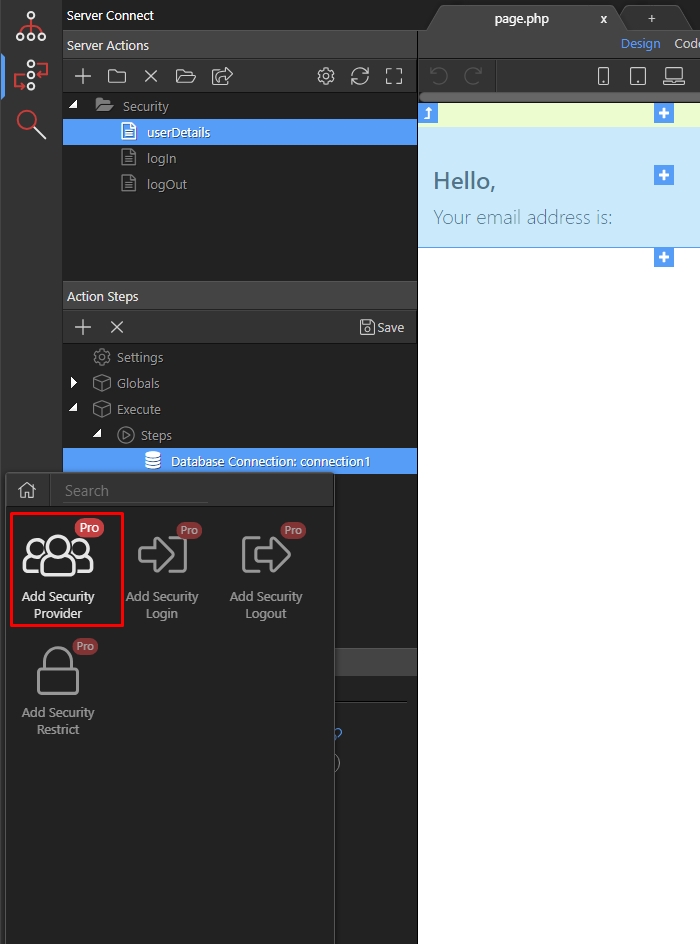 Server Connect
page.php x +
Server Actions
Design Code
Security
userDetails
logIn
logOut
Hello,
Your email address is:
Action Steps
Save
Settings
Globals
Execute
Steps
Database Connection: connection1
Search
Pro
Pro
Pro
Add Security Provider
Add Security Login
Add Security Logout
Pro
Add Security Restrict